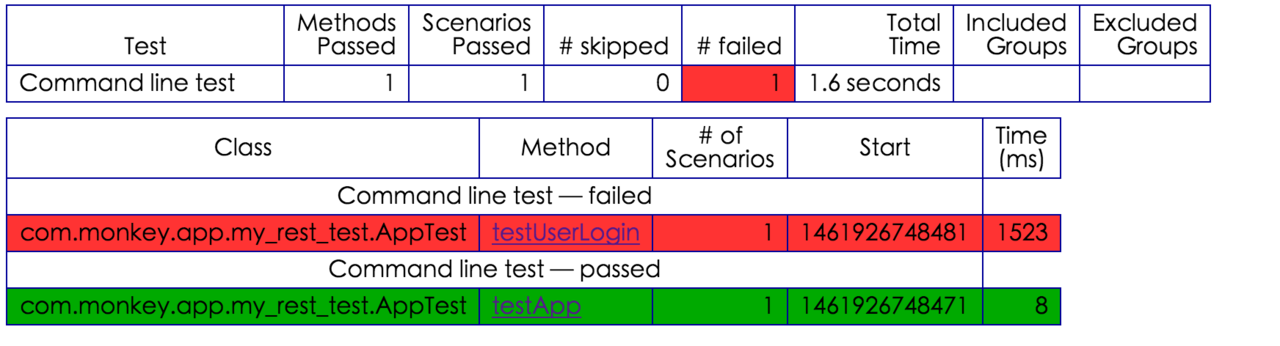 Test Methods Passed Scenarios Passed # skipped # failed Total Time Included Groups Excluded Groups
Command line test 1 1 0 1 1.6 seconds
Class Method # of Scenarios Start Time (ms)
Command line test — failed
com.monkey.app.my_rest_test.AppTest testUserLogin 1 1461926748481 1523
Command line test — passed
com.monkey.app.my_rest_test.AppTest testApp 1 1461926748471 8